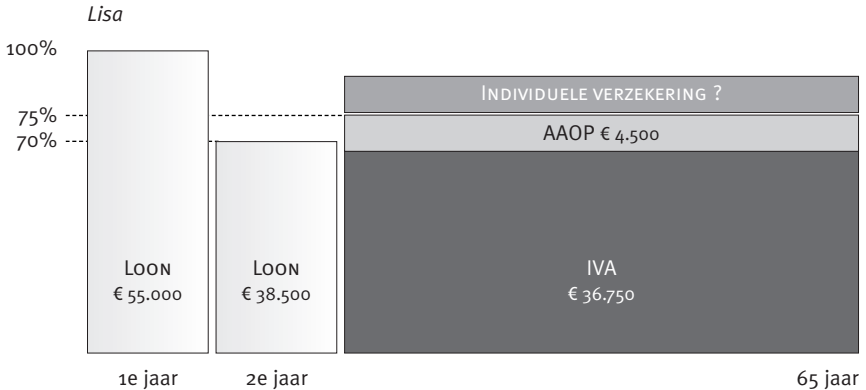 Lisa
100%
75%
70%
INDIVIDUELE VERZEKERING ?
AAOP € 4.500
LOON
€ 55.000
LOON
€ 38.500
IVA
€ 36.750
1e jaar
2e jaar
65 jaar